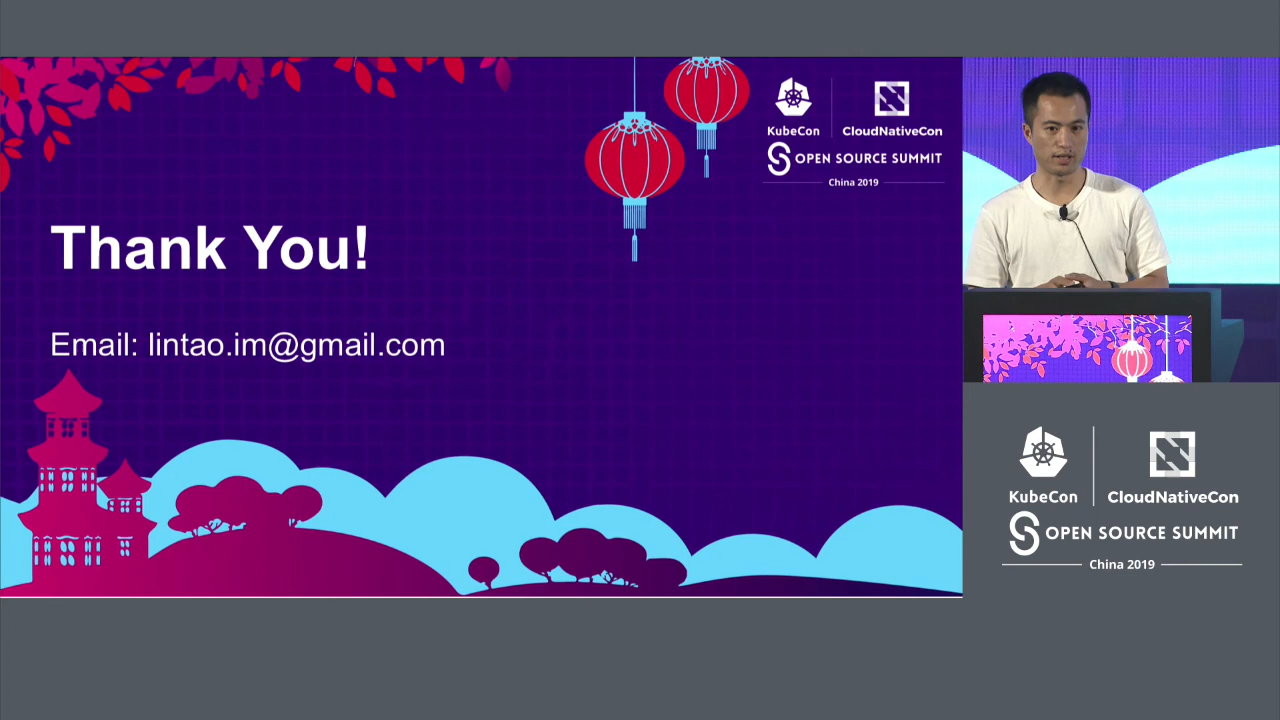 KubeCon
CloudNativeCon
OPEN SOURCE SUMMIT
China 2019
Thank You!
Email: lintao.im@gmail.com
KubeCon
CloudNativeCon
OPEN SOURCE SUMMIT
China 2019